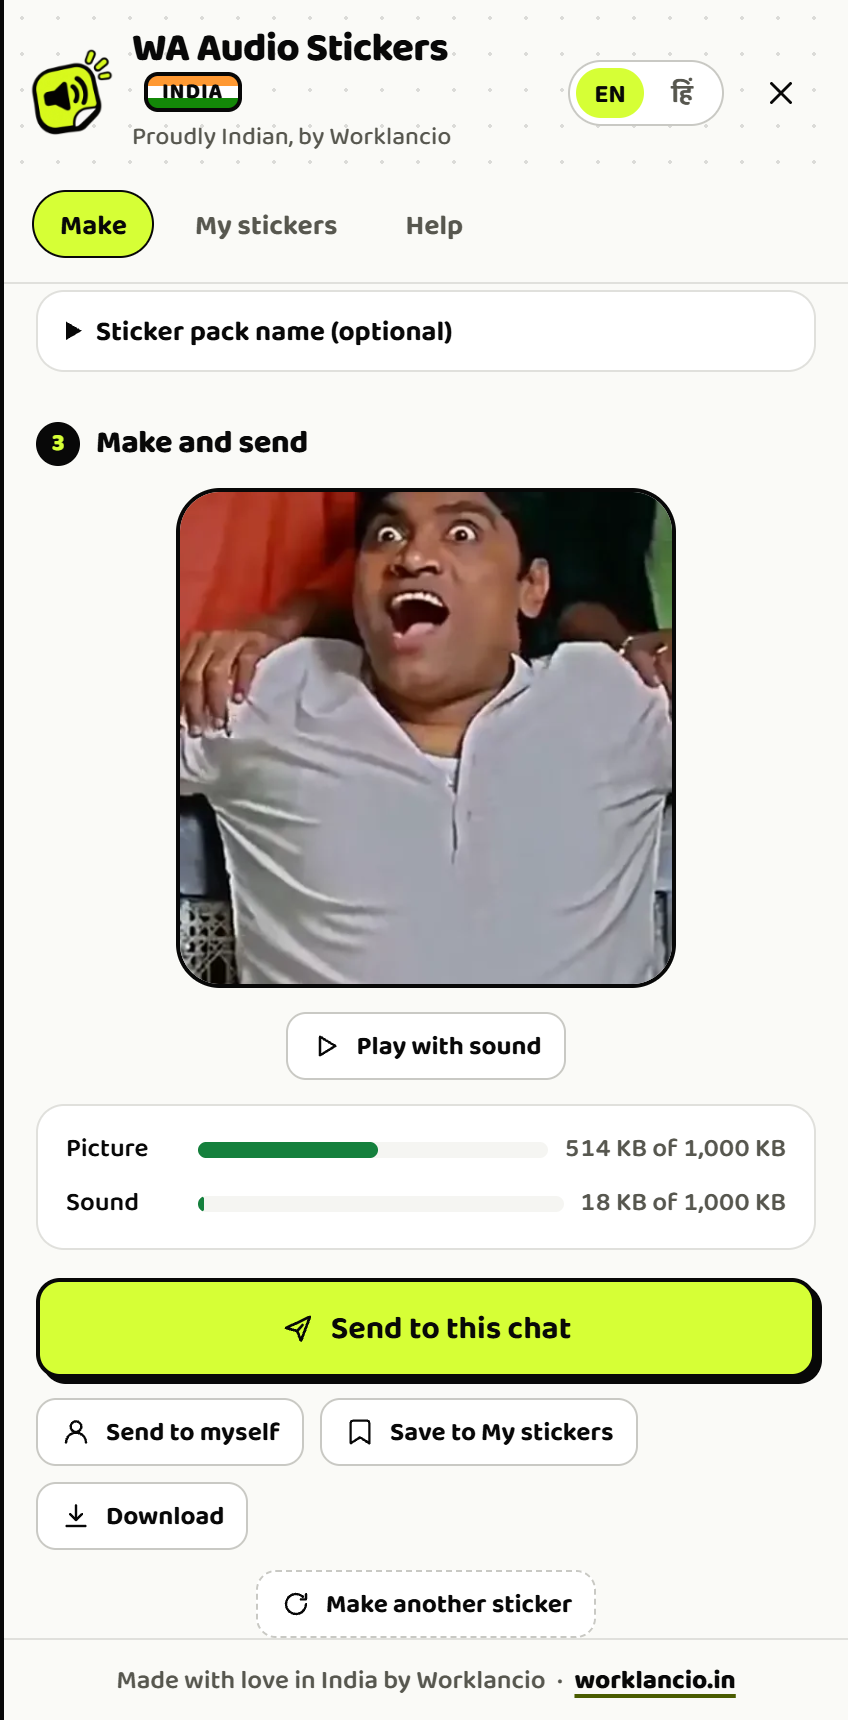 WA Audio Stickers
INDIA
Proudly Indian, by Worklancio
EN
हिं
Make
My stickers
Help
Sticker pack name (optional)
3 Make and send
Play with sound
Picture 514 KB of 1,000 KB
Sound 18 KB of 1,000 KB
Send to this chat
Send to myself
Save to My stickers
Download
Make another sticker
Made with love in India by Worklancio · worklancio.in